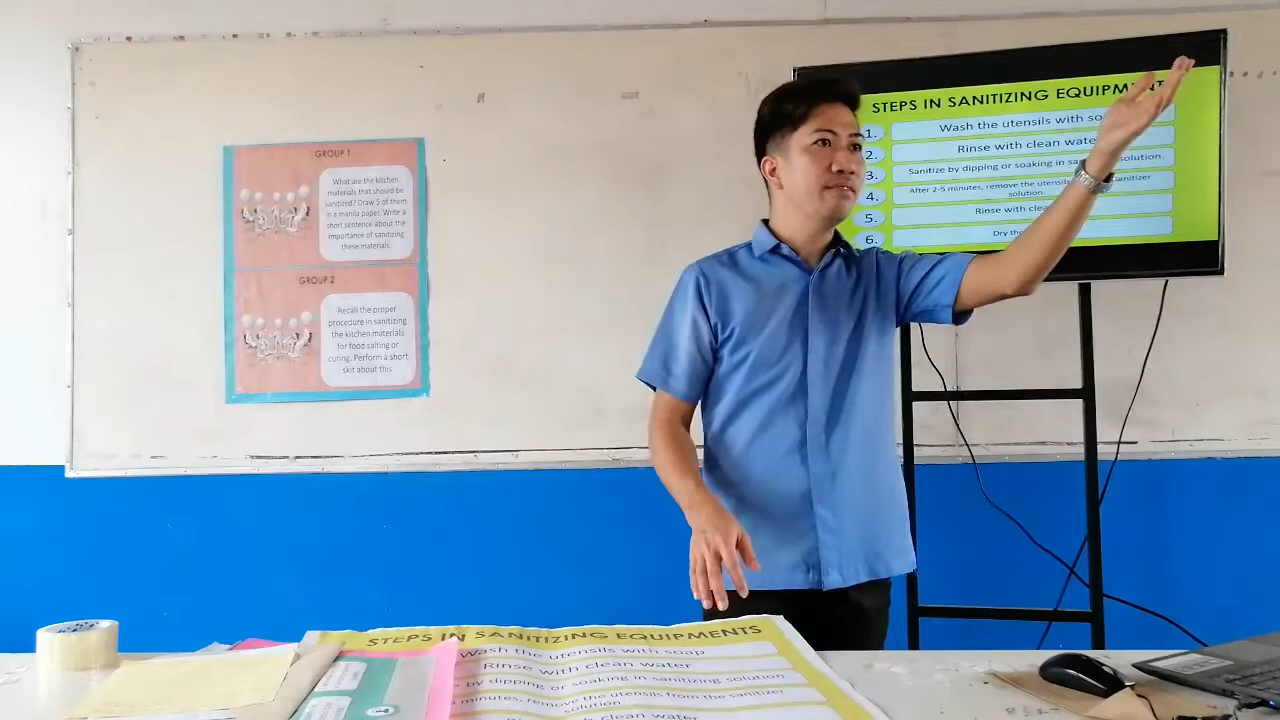 GROUP 1
What are the kitchen
materials that should be
sanitized? Draw 5 of them
in a manila paper. Write a
short sentence about the
importance of sanitizing
these materials.
GROUP 2
Recall the proper
procedure in sanitizing
the kitchen materials
for food salting or
curing. Perform a short
skit about this.
STEPS IN SANITIZING EQUIPMENT
1. Wash the utensils with
2. Rinse with clean water
3. Sanitize by dipping or soaking in solution.
4. After 2-5 minutes, remove the utensils sanitizer
solution.
5. Rinse with
6. Dry
STEPS IN SANITIZING EQUIPMENTS
Wash the utensils with soap
Rinse with clean water
by dipping or soaking in sanitizing solution
minutes, remove the utensils from the sanitizer
solution.
clean water